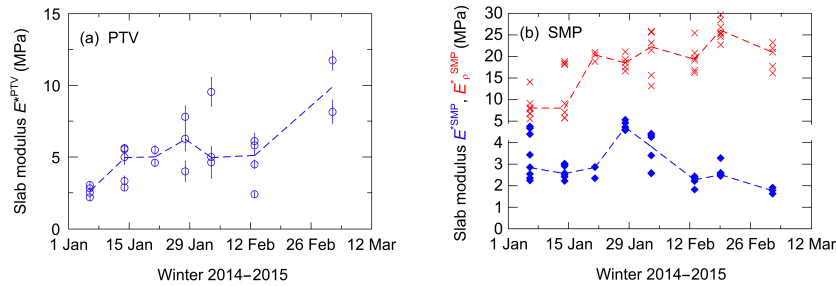 (a) PTV
15
10
5
0
1 Jan 15 Jan 29 Jan 12 Feb 26 Feb 12 Mar
Winter 2014–2015
Slab modulus E*PTV (MPa)
(b) SMP
30
25
20
15
10
5
4
3
2
1
0
1 Jan 15 Jan 29 Jan 12 Feb 26 Feb 12 Mar
Winter 2014–2015
Slab modulus E*SMP , E*ρ SMP (MPa)